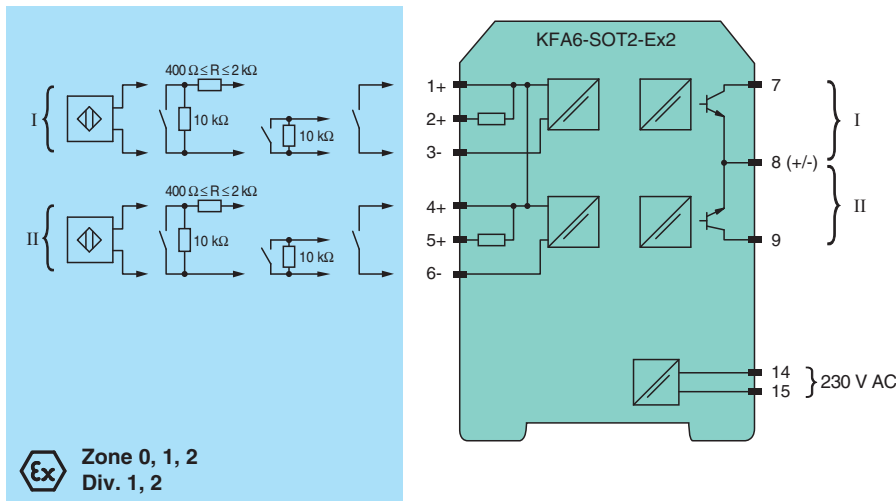 KFA6-SOT2-Ex2
400 Ω ≤ R ≤ 2 kΩ
I
10 kΩ
10 kΩ
1+
2+
3-
7
I
8 (+/-)
400 Ω ≤ R ≤ 2 kΩ
II
10 kΩ
10 kΩ
4+
5+
6-
II
9
14
15
230 V AC
Ex
Zone 0, 1, 2
Div. 1, 2